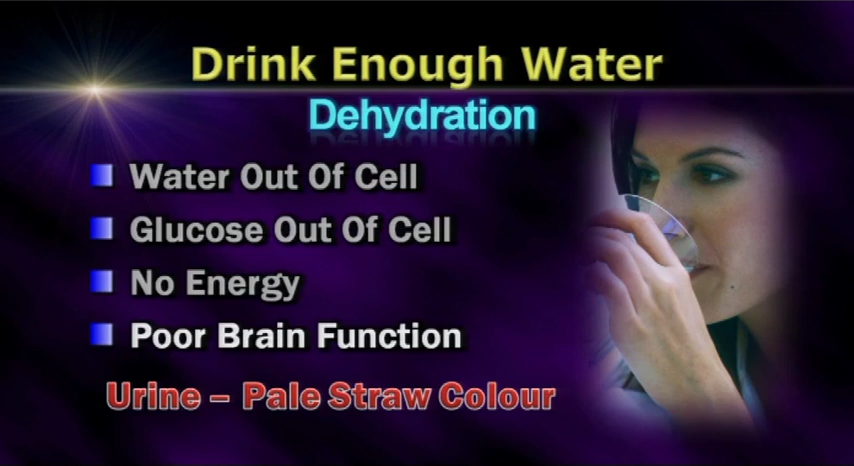 Drink Enough Water
Dehydration
Water Out Of Cell
Glucose Out Of Cell
No Energy
Poor Brain Function
Urine – Pale Straw Colour